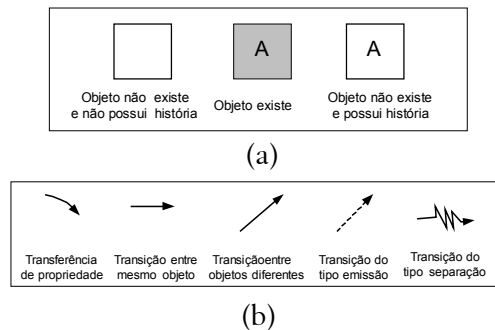 A A
Objeto não existe
e não possui história
Objeto existe
Objeto não existe
e possui história
(a)
Transferência
de propriedade
Transição entre
mesmo objeto
Transiçãoentre
objetos diferentes
Transição do
tipo emissão
Transição do
tipo separação
(b)